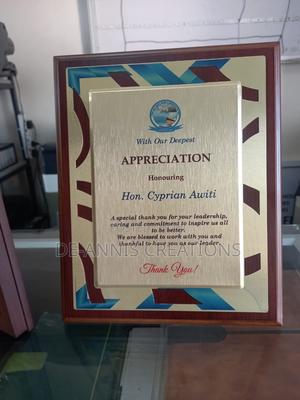 With Our Deepest
APPRECIATION
Honouring
Hon. Cyprian Awiti
A special thank you for your leadership,
caring and commitment to inspire us all
to be better.
We are blessed to work with you and
thankful to have you as our leader.
Thank You!
DE-ANNIS CREATIONS